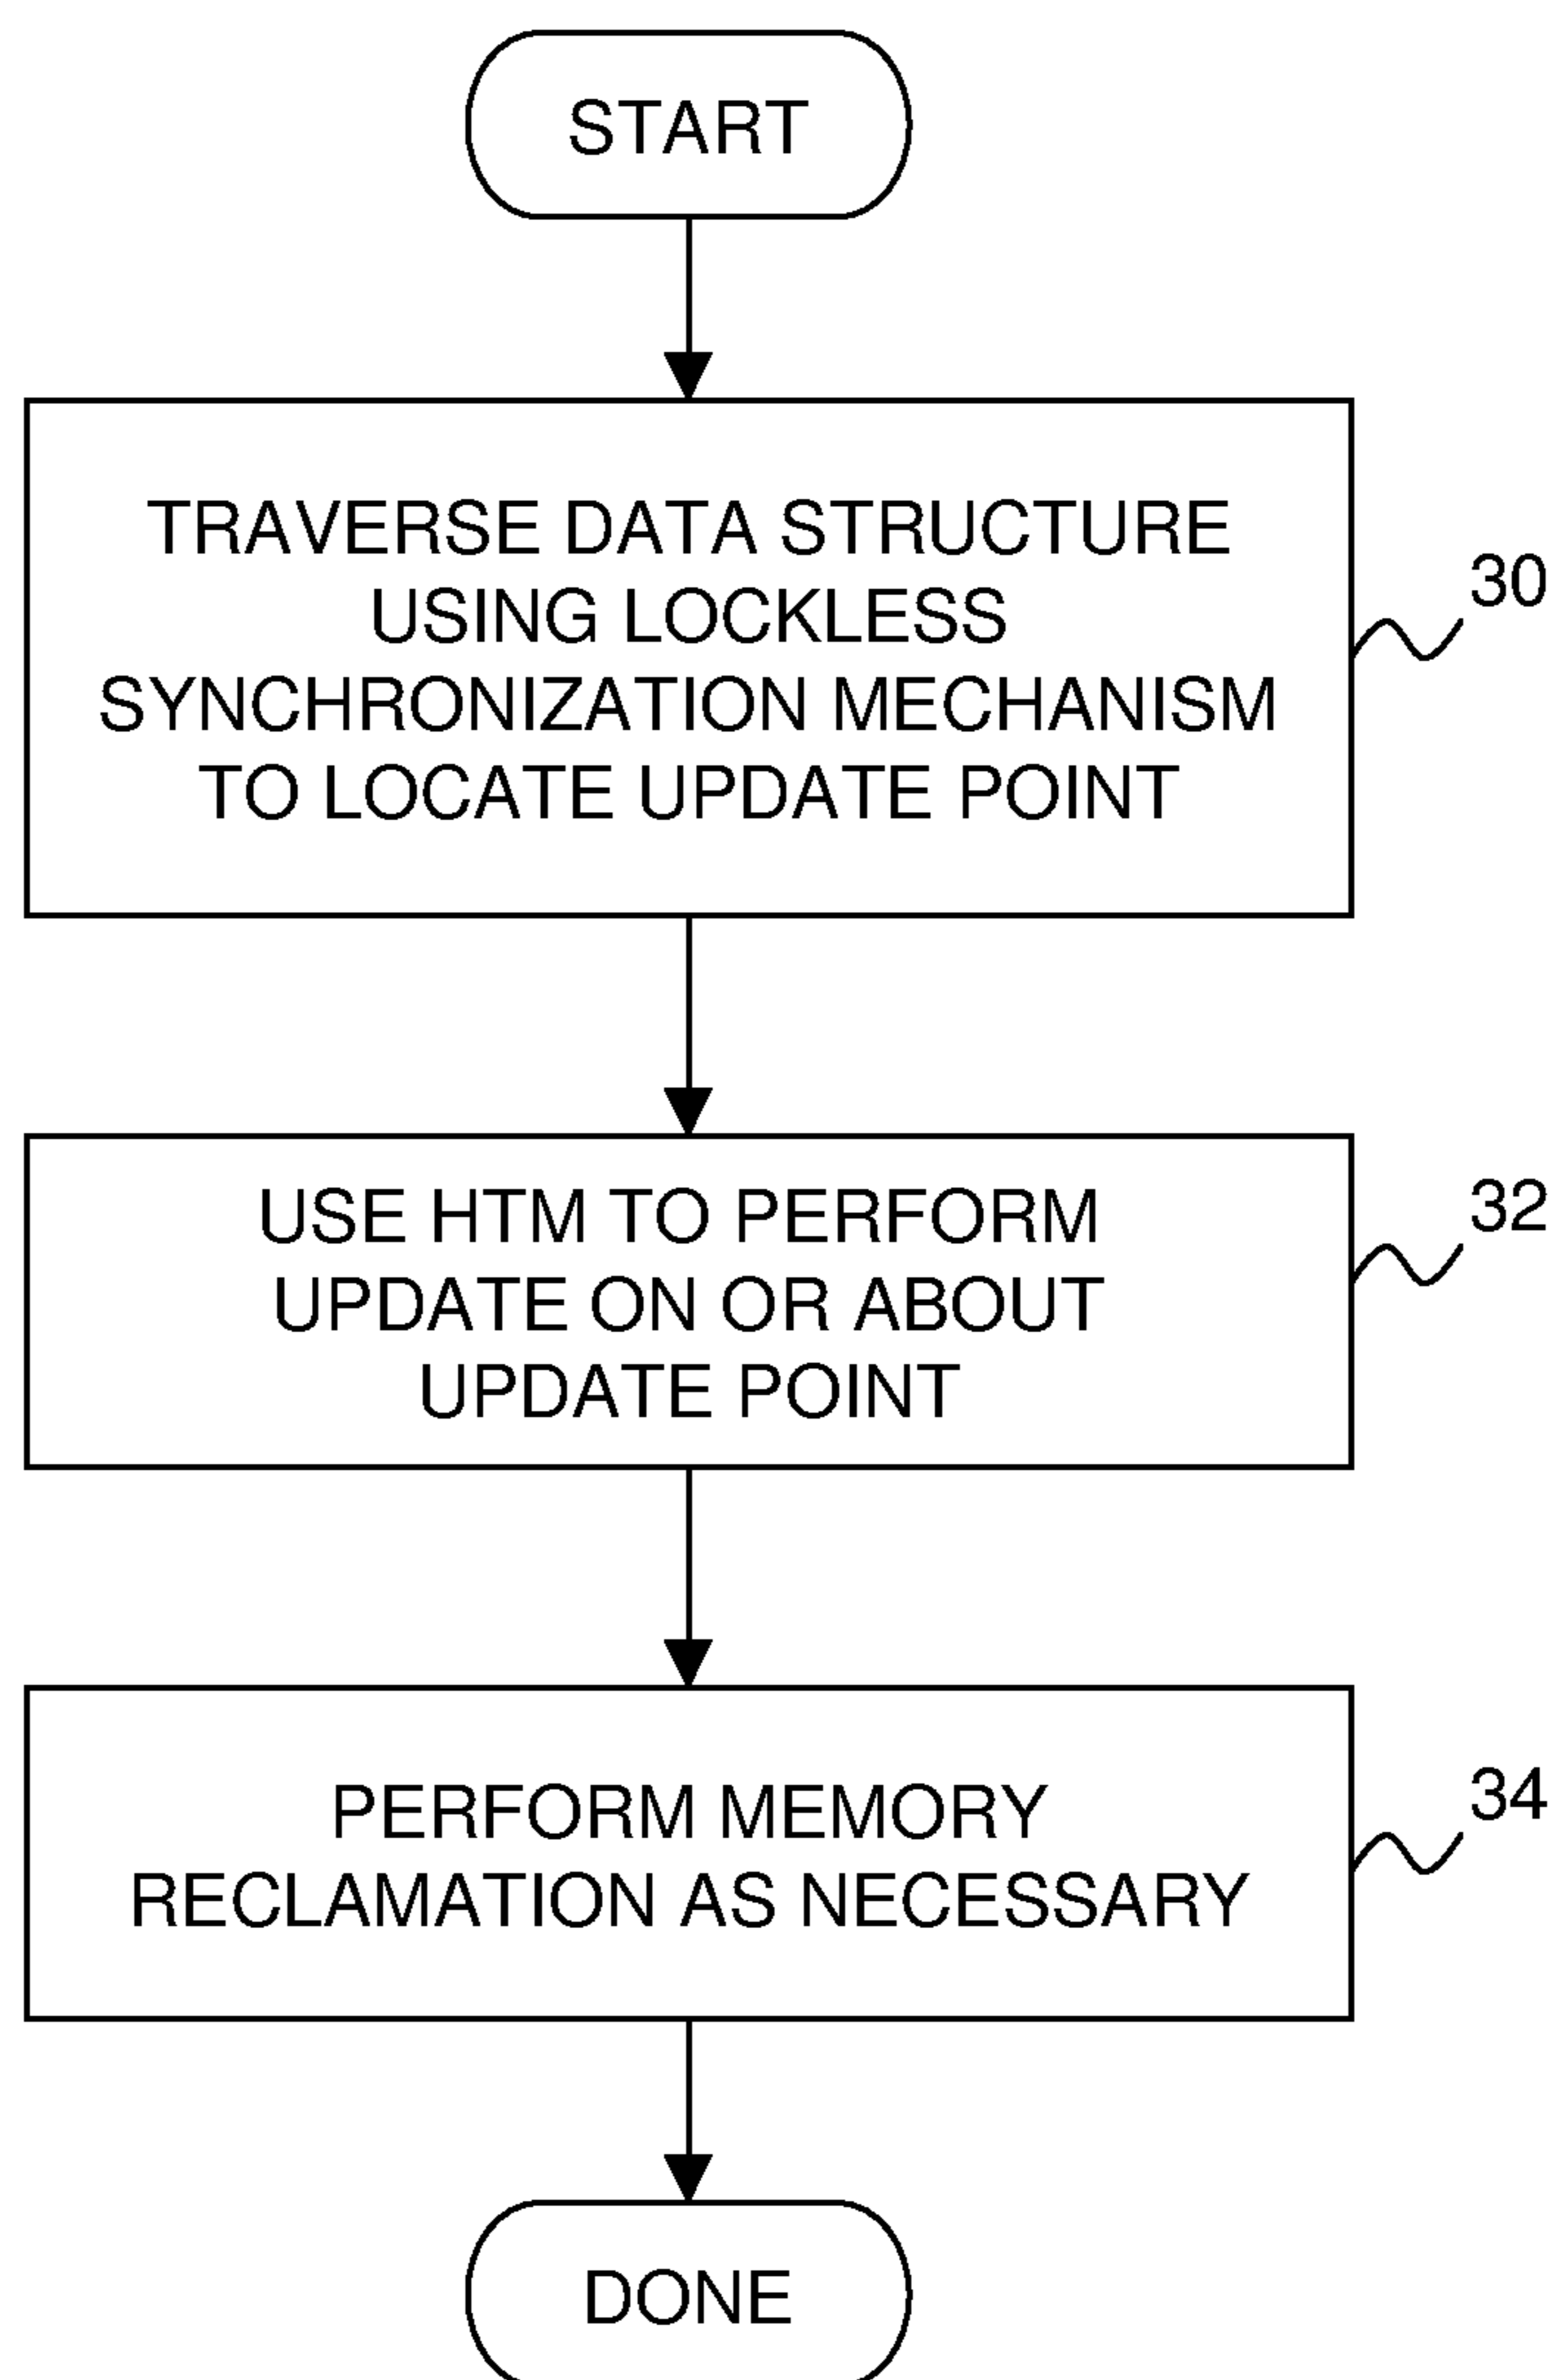 START
TRAVERSE DATA STRUCTURE
USING LOCKLESS
SYNCHRONIZATION MECHANISM
TO LOCATE UPDATE POINT
30
USE HTM TO PERFORM
UPDATE ON OR ABOUT
UPDATE POINT
32
PERFORM MEMORY
RECLAMATION AS NECESSARY
34
DONE